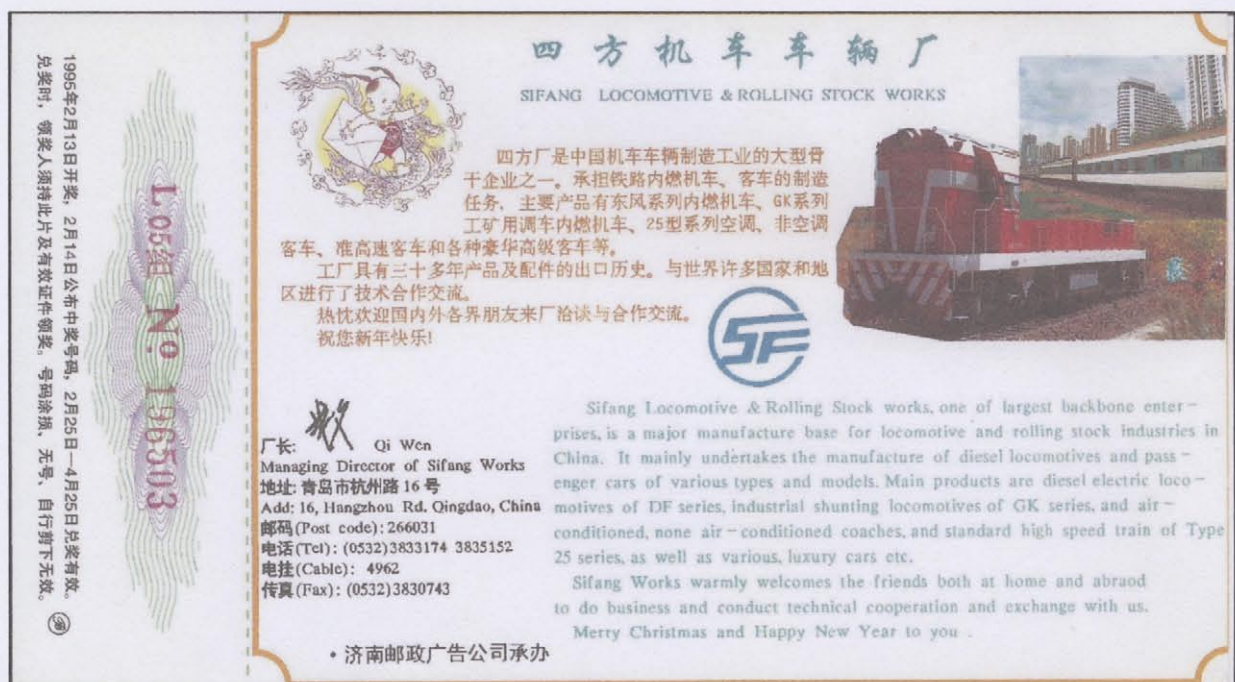 1995年2月13日开奖，2月14日公布中奖号码，2月25日—4月25日兑奖有效。
兑奖时，领奖人须持此片及有效证件领奖。号码涂损、无号、自行剪下无效。
L05组 No. 196503
四方机车车辆厂
SIFANG LOCOMOTIVE & ROLLING STOCK WORKS
四方厂是中国机车车辆制造工业的大型骨
干企业之一。承担铁路内燃机车、客车的制造
任务，主要产品有东风系列内燃机车、GK系列
工矿用调车内燃机车、25型系列空调、非空调
客车、准高速客车和各种豪华高级客车等。
工厂具有三十多年产品及配件的出口历史。与世界许多国家和地
区进行了技术合作交流。
热忱欢迎国内外各界朋友来厂洽谈与合作交流。
祝您新年快乐!
SF
厂长: Qi Wen
Managing Director of Sifang Works
地址: 青岛市杭州路 16 号
Add: 16, Hangzhou Rd. Qingdao, China
邮码(Post code): 266031
电话(Tel): (0532)3833174 3835152
电挂(Cable): 4962
传真(Fax): (0532)3830743
Sifang Locomotive & Rolling Stock works, one of largest backbone enter-
prises, is a major manufacture base for locomotive and rolling stock industries in
China. It mainly undertakes the manufacture of diesel locomotives and pass-
enger cars of various types and models. Main products are diesel electric loco-
motives of DF series, industrial shunting locomotives of GK series, and air-
conditioned, none air-conditioned coaches, and standard high speed train of Type
25 series, as well as various, luxury cars etc.
Sifang Works warmly welcomes the friends both at home and abraod
to do business and conduct technical cooperation and exchange with us.
Merry Christmas and Happy New Year to you .
·济南邮政广告公司承办